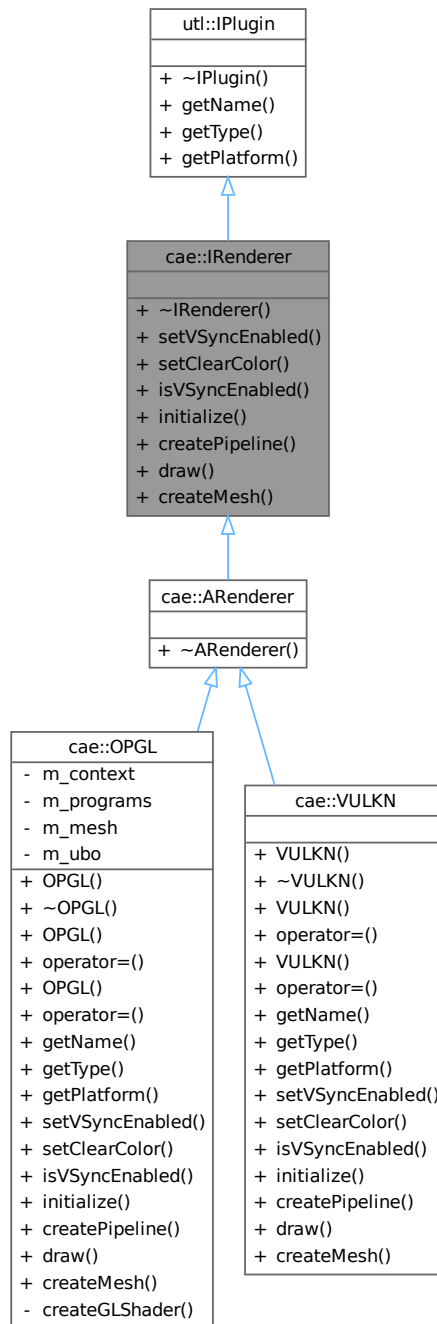 utl::IPlugin
+ ~IPlugin()
+ getName()
+ getType()
+ getPlatform()
cae::IRenderer
+ ~IRenderer()
+ setVSyncEnabled()
+ setClearColor()
+ isVSyncEnabled()
+ initialize()
+ createPipeline()
+ draw()
+ createMesh()
cae::ARenderer
+ ~ARenderer()
cae::OPGL
- m_context
- m_programs
- m_mesh
- m_ubo
+ OPGL()
+ ~OPGL()
+ OPGL()
+ operator=()
+ OPGL()
+ operator=()
+ getName()
+ getType()
+ getPlatform()
+ setVSyncEnabled()
+ setClearColor()
+ isVSyncEnabled()
+ initialize()
+ createPipeline()
+ draw()
+ createMesh()
- createGLShader()
cae::VULKN
+ VULKN()
+ ~VULKN()
+ VULKN()
+ operator=()
+ VULKN()
+ operator=()
+ getName()
+ getType()
+ getPlatform()
+ setVSyncEnabled()
+ setClearColor()
+ isVSyncEnabled()
+ initialize()
+ createPipeline()
+ draw()
+ createMesh()